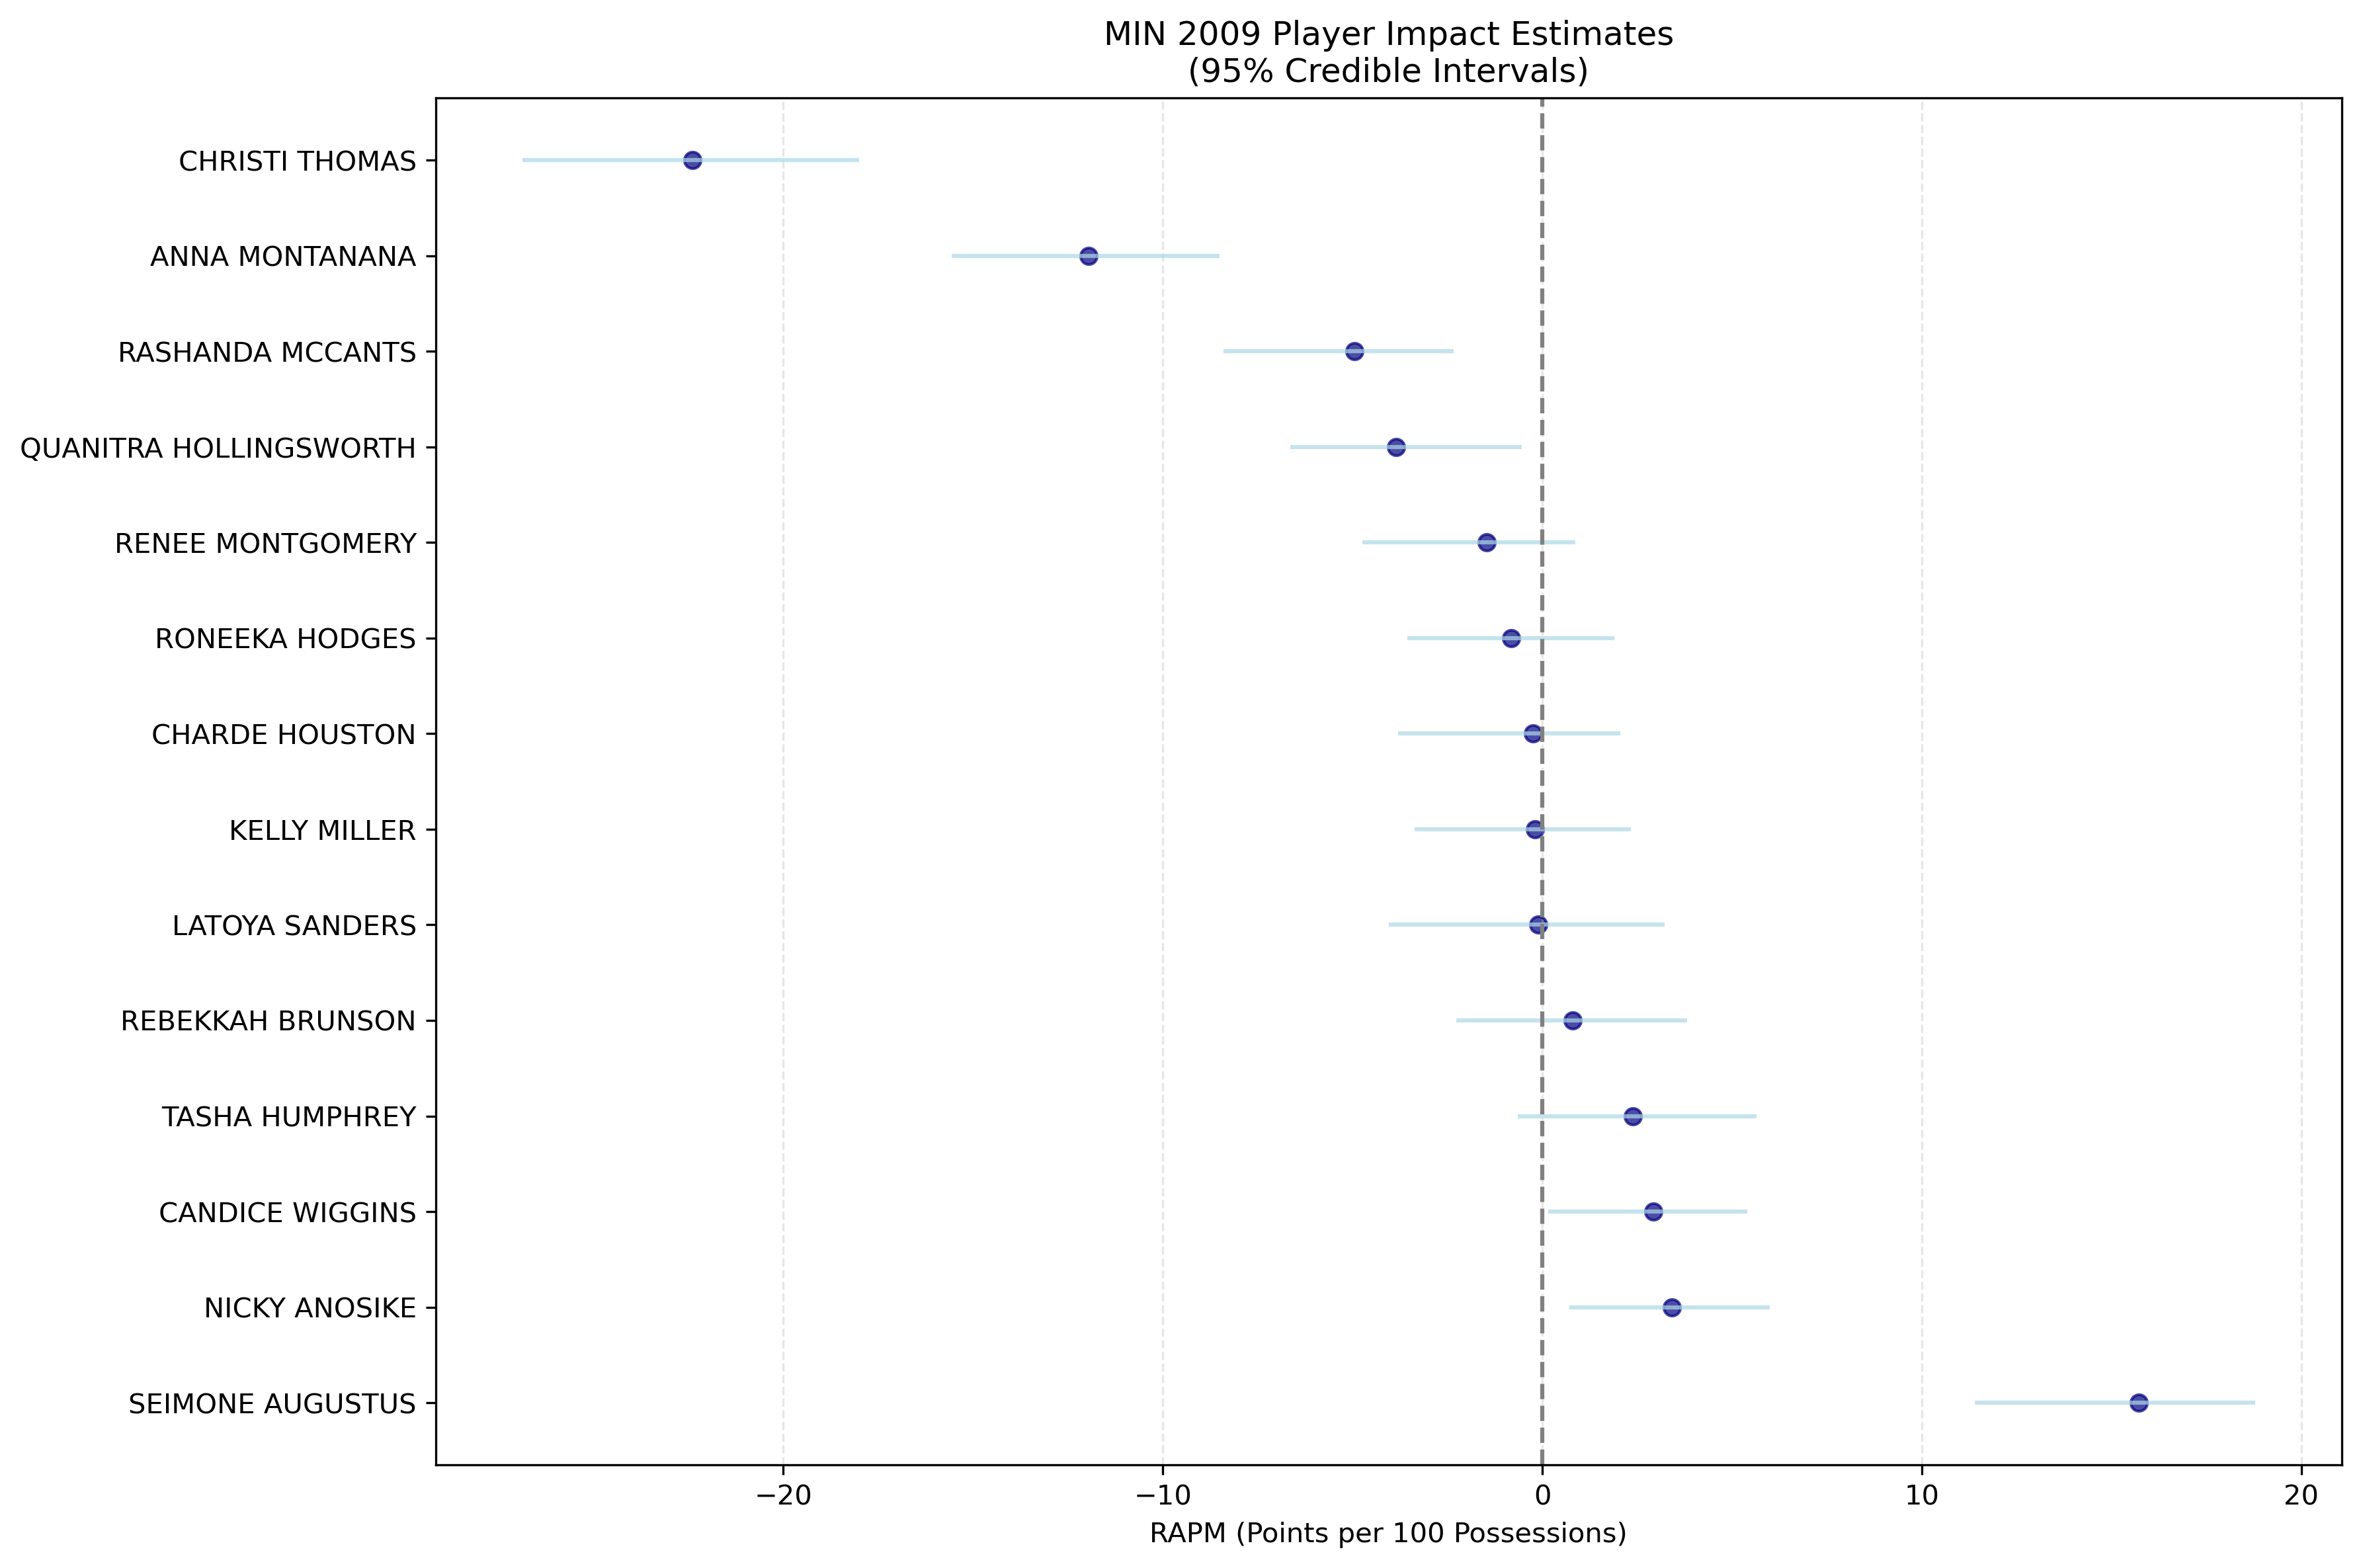 MIN 2009 Player Impact Estimates
(95% Credible Intervals)
CHRISTI THOMAS
ANNA MONTANANA
RASHANDA MCCANTS
QUANITRA HOLLINGSWORTH
RENEE MONTGOMERY
RONEEKA HODGES
CHARDE HOUSTON
KELLY MILLER
LATOYA SANDERS
REBEKKAH BRUNSON
TASHA HUMPHREY
CANDICE WIGGINS
NICKY ANOSIKE
SEIMONE AUGUSTUS
−20 −10 0 10 20
RAPM (Points per 100 Possessions)